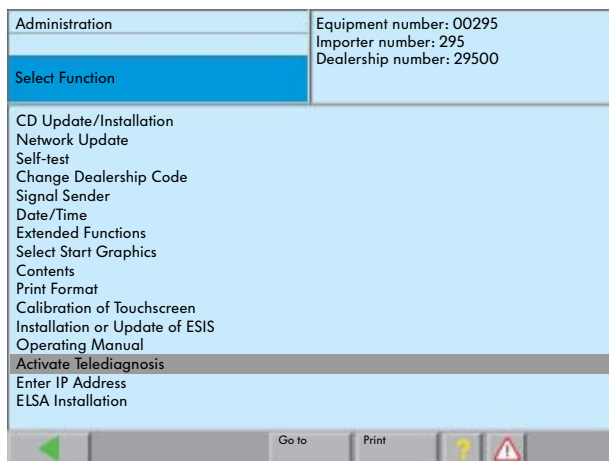 Administration
Select Function
Equipment number: 00295
Importer number: 295
Dealership number: 29500
CD Update/Installation
Network Update
Self-test
Change Dealership Code
Signal Sender
Date/Time
Extended Functions
Select Start Graphics
Contents
Print Format
Calibration of Touchscreen
Installation or Update of ESIS
Operating Manual
Activate Telediagnosis
Enter IP Address
ELSA Installation
Go to
Print
?